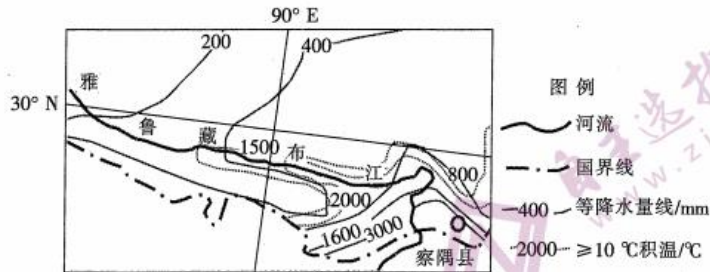 90° E
200
400
30° N
雅
鲁
藏
布
江
1500
2000
800
1600
3000
察隅县
图例
河流
国界线
400 等降水量线/mm
2000 ≥10 ℃积温/℃